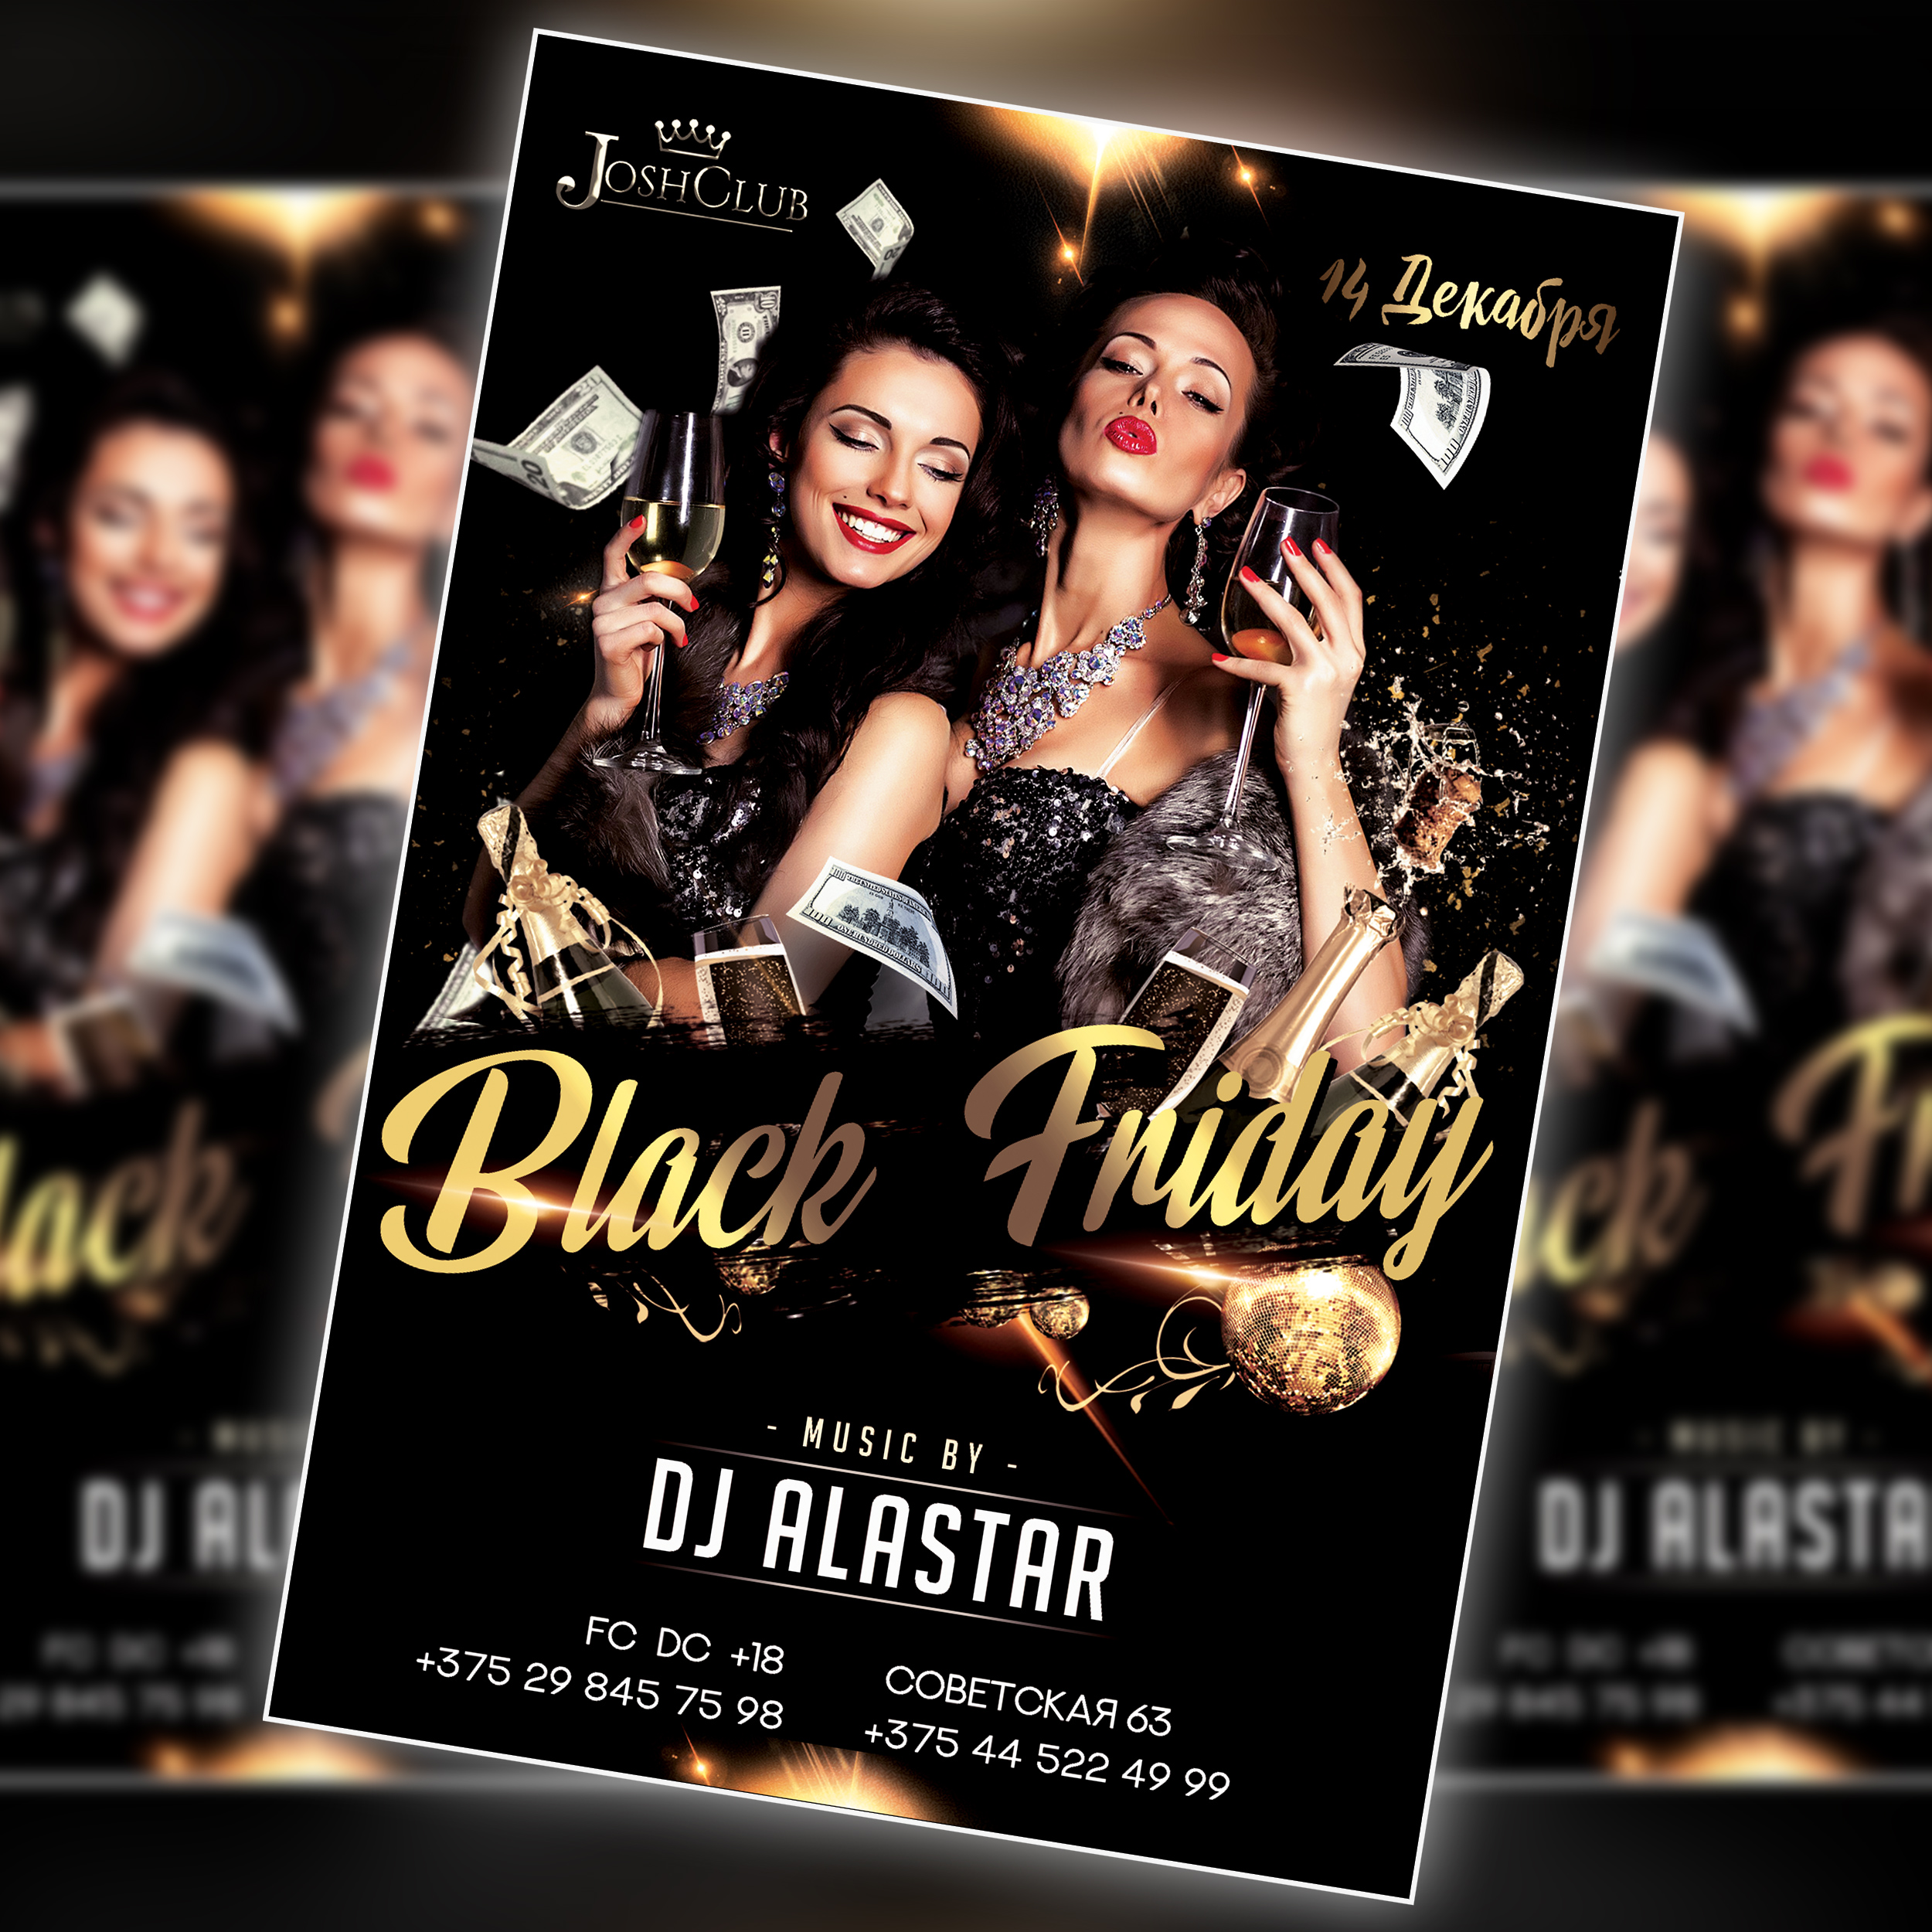 JoshClub
14 Декабря
Black Friday
- MUSIC BY -
DJ ALASTAR
FC DC +18
+375 29 845 75 98
СОВЕТСКАЯ 63
+375 44 522 49 99